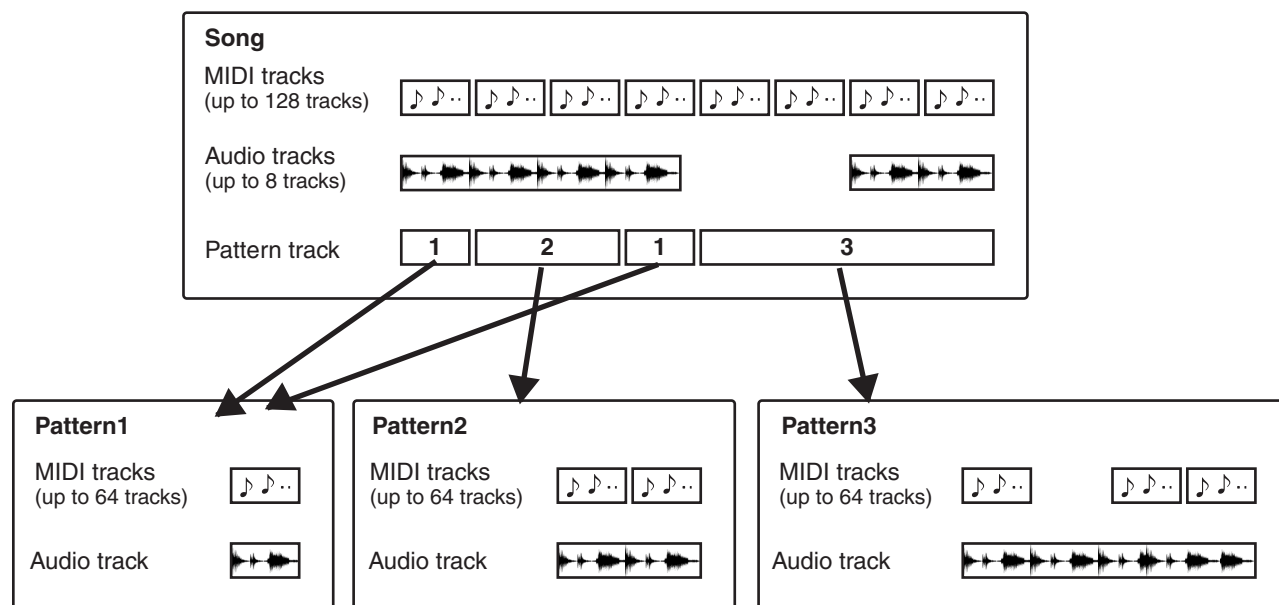 Song
MIDI tracks
(up to 128 tracks)
Audio tracks
(up to 8 tracks)
Pattern track
1
2
1
3
Pattern1
MIDI tracks
(up to 64 tracks)
Audio track
Pattern2
MIDI tracks
(up to 64 tracks)
Audio track
Pattern3
MIDI tracks
(up to 64 tracks)
Audio track